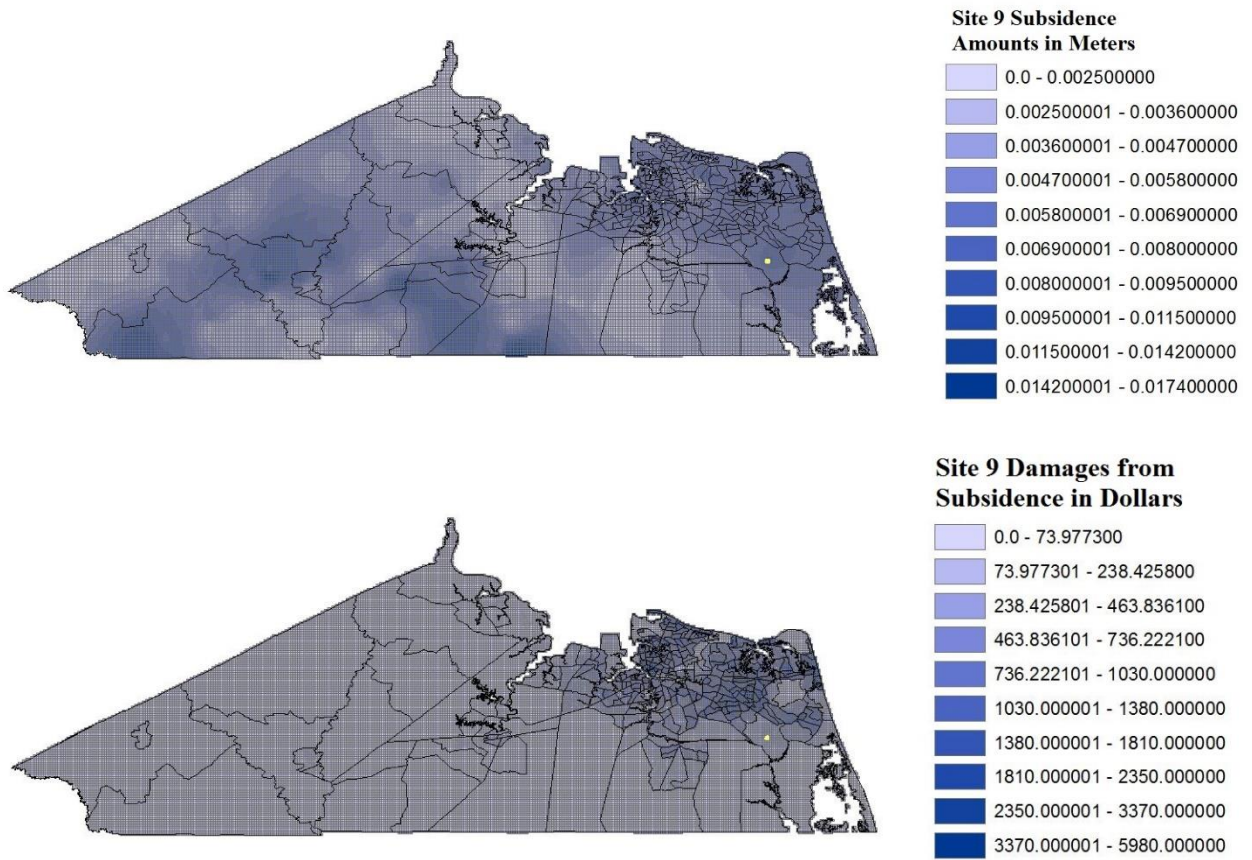 Site 9 Subsidence
Amounts in Meters
0.0 - 0.002500000
0.002500001 - 0.003600000
0.003600001 - 0.004700000
0.004700001 - 0.005800000
0.005800001 - 0.006900000
0.006900001 - 0.008000000
0.008000001 - 0.009500000
0.009500001 - 0.011500000
0.011500001 - 0.014200000
0.014200001 - 0.017400000
Site 9 Damages from
Subsidence in Dollars
0.0 - 73.977300
73.977301 - 238.425800
238.425801 - 463.836100
463.836101 - 736.222100
736.222101 - 1030.000000
1030.000001 - 1380.000000
1380.000001 - 1810.000000
1810.000001 - 2350.000000
2350.000001 - 3370.000000
3370.000001 - 5980.000000